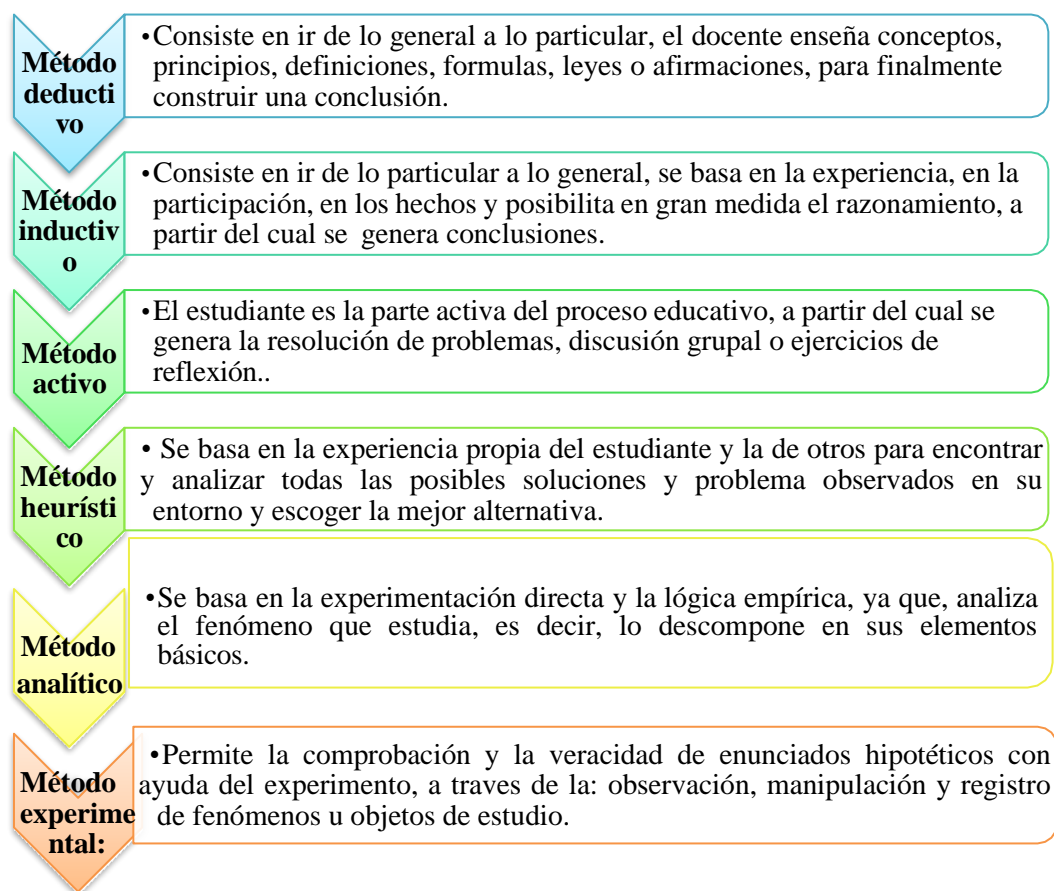 Método
deducti
vo
•Consiste en ir de lo general a lo particular, el docente enseña conceptos,
principios, definiciones, formulas, leyes o afirmaciones, para finalmente
construir una conclusión.
Método
inductiv
o
•Consiste en ir de lo particular a lo general, se basa en la experiencia, en la
participación, en los hechos y posibilita en gran medida el razonamiento, a
partir del cual se genera conclusiones.
Método
activo
•El estudiante es la parte activa del proceso educativo, a partir del cual se
genera la resolución de problemas, discusión grupal o ejercicios de
reflexión..
Método
heurísti
co
• Se basa en la experiencia propia del estudiante y la de otros para encontrar
y analizar todas las posibles soluciones y problema observados en su
entorno y escoger la mejor alternativa.
Método
analítico
•Se basa en la experimentación directa y la lógica empírica, ya que, analiza
el fenómeno que estudia, es decir, lo descompone en sus elementos
básicos.
Método
experime
ntal:
•Permite la comprobación y la veracidad de enunciados hipotéticos con
ayuda del experimento, a traves de la: observación, manipulación y registro
de fenómenos u objetos de estudio.